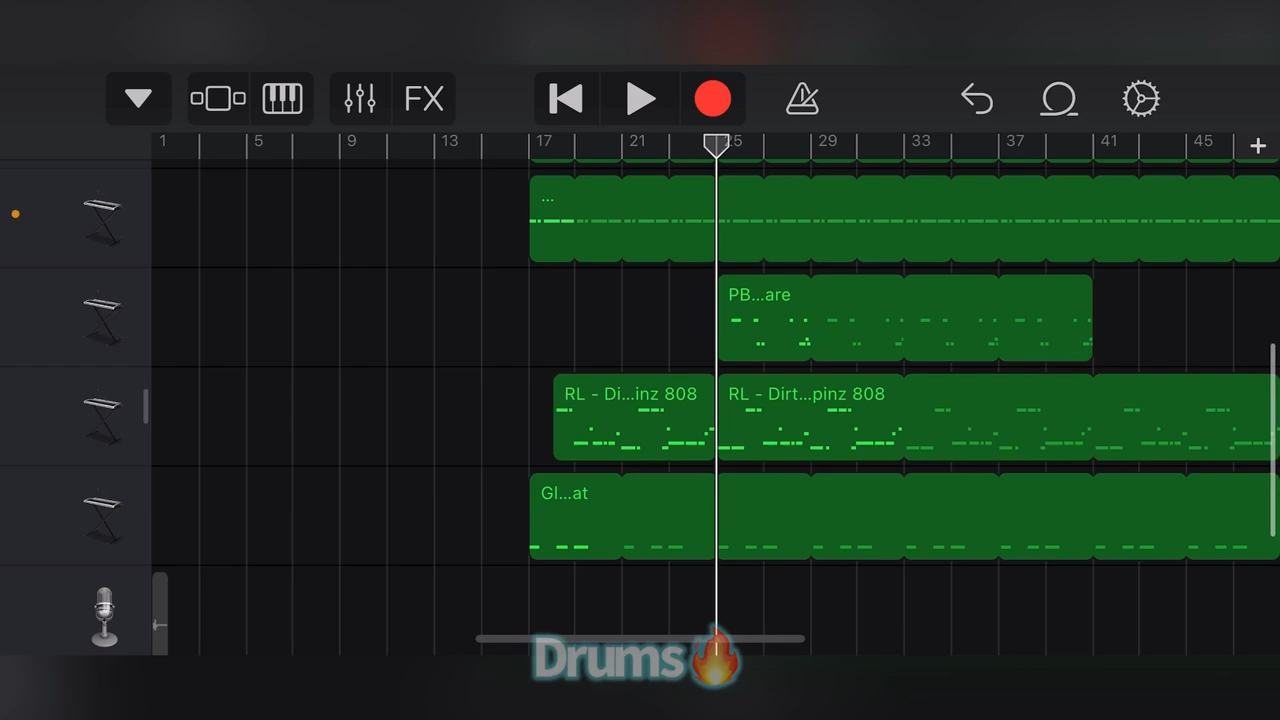 FX
1 5 9 13 17 21 25 29 33 37 41 45 +
...
PB...are
RL - Di...inz 808 RL - Dirt...pinz 808
Gl...at
Drums🔥